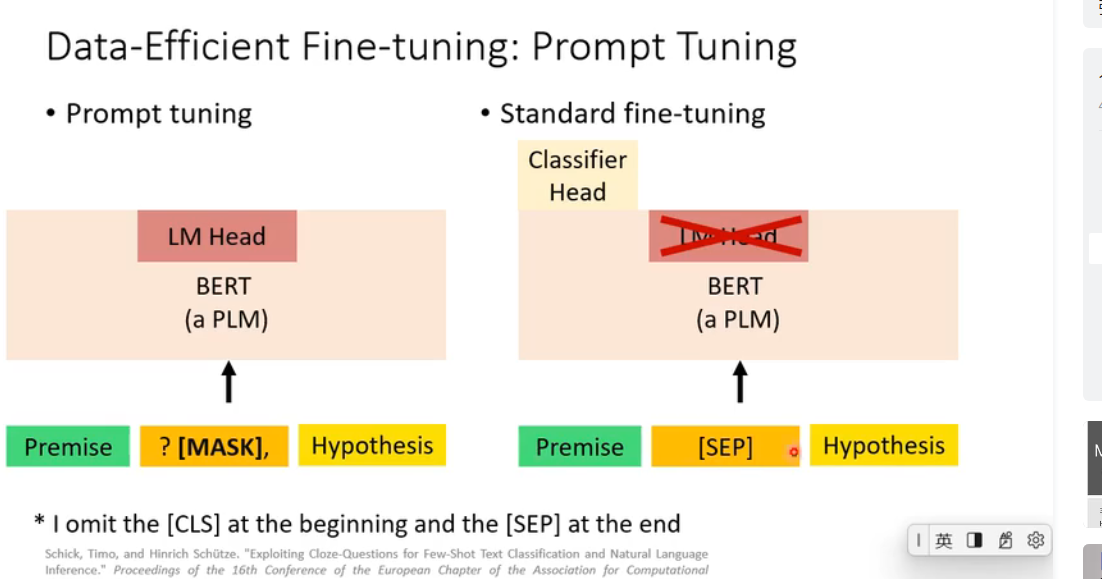 Data-Efficient Fine-tuning: Prompt Tuning
• Prompt tuning
LM Head
BERT
(a PLM)
Premise
? [MASK],
Hypothesis
• Standard fine-tuning
Classifier
Head
LM Head
BERT
(a PLM)
Premise
[SEP]
Hypothesis
* I omit the [CLS] at the beginning and the [SEP] at the end
Schick, Timo, and Hinrich Schütze. "Exploiting Cloze-Questions for Few-Shot Text Classification and Natural Language
Inference." Proceedings of the 16th Conference of the European Chapter of the Association for Computational
英